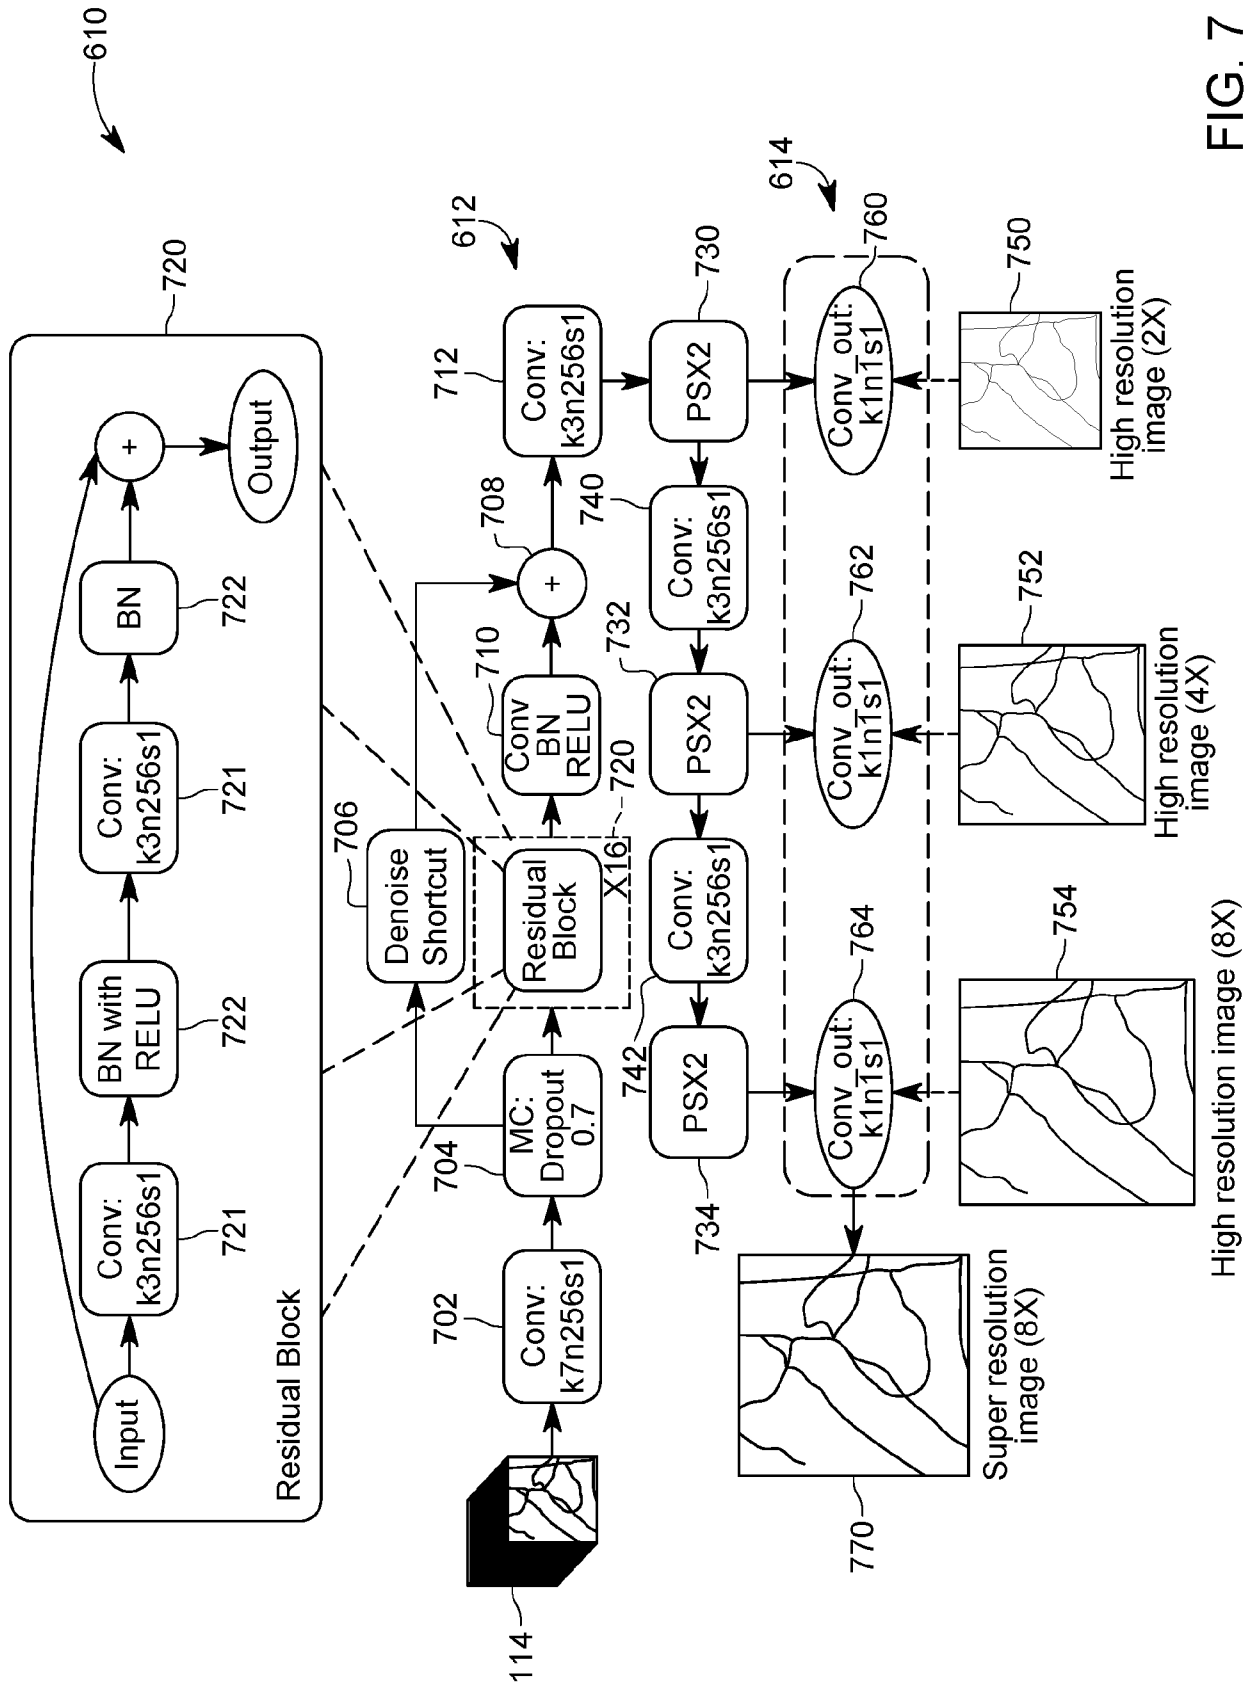 610
720
Input
Conv:
k3n256s1
721
BN with
RELU
722
Conv:
k3n256s1
721
BN
722
+
Output
Residual Block
612
114
Conv:
k7n256s1
702
MC:
Dropout
0.7
704
Denoise
Shortcut
706
Residual
Block
X16
720
Conv
BN
RELU
710
+
708
Conv:
k3n256s1
712
PSX2
734
Conv:
k3n256s1
742
PSX2
732
Conv:
k3n256s1
740
PSX2
730
614
Conv_out:
k1n1s1
764
Conv_out:
k1n1s1
762
Conv_out:
k1n1s1
760
770
Super resolution
image (8X)
754
High resolution image (8X)
752
High resolution
image (4X)
750
High resolution
image (2X)
FIG. 7